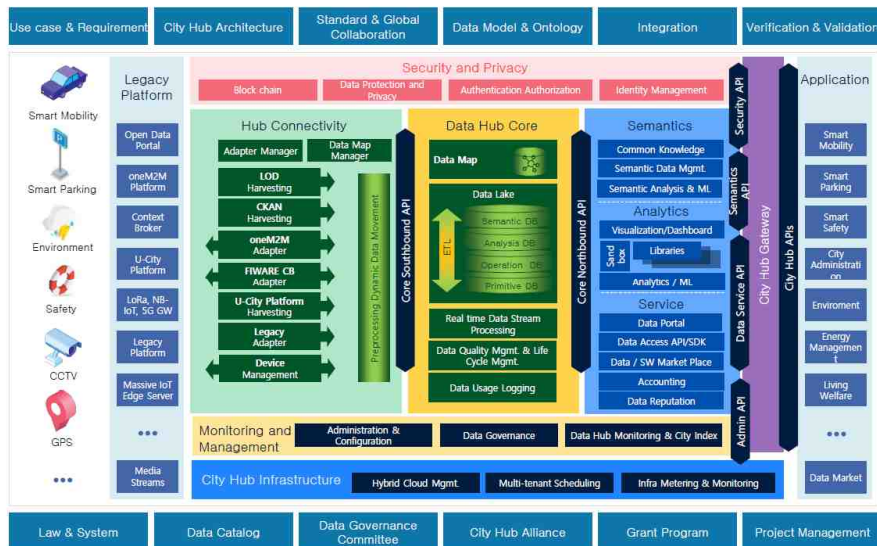 Use case & Requirement
City Hub Architecture
Standard & Global
Collaboration
Data Model & Ontology
Integration
Verification & Validation
Smart Mobility
Smart Parking
Environment
Safety
CCTV
GPS
...
Legacy
Platform
Open Data
Portal
oneM2M
Platform
Context
Broker
U-City
Platform
LoRa, NB-
IoT, 5G GW
Legacy
Platform
Massive IoT
Edge Server
...
Media
Streams
Security and Privacy
Block chain
Data Protection and
Privacy
Authentication Authorization
Identity Management
Hub Connectivity
Adapter Manager
Data Map
Manager
LOD
Harvesting
CKAN
Harvesting
oneM2M
Adapter
FIWARE CB
Adapter
U-City Platform
Harvesting
Legacy
Adapter
Device
Management
Preprocessing Dynamic Data Movement
Core Southbound API
Data Hub Core
Data Map
Data Lake
ETL
Semantic DB
Analysis DB
Operation DB
Primitive DB
Real time Data Stream
Processing
Data Quality Mgmt. & Life
Cycle Mgmt.
Data Usage Logging
Core Northbound API
Semantics
Common Knowledge
Semantic Data Mgmt.
Semantic Analysis & ML
Analytics
Visualization/Dashboard
Sand
box
Libraries
Analytics / ML
Service
Data Portal
Data Access API/SDK
Data / SW Market Place
Accounting
Data Reputation
Security API
Semantics
API
Data Service API
Admin API
City Hub Gateway
City Hub APIs
Application
Smart
Mobility
Smart
Parking
Smart
Safety
City
Administrati
on
Enviroment
Energy
Managemen
t
Living
Welfare
...
Data Market
Monitoring and
Management
Administration &
Configuration
Data Governance
Data Hub Monitoring & City Index
City Hub Infrastructure
Hybrid Cloud Mgmt.
Multi-tenant Scheduling
Infra Metering & Monitoring
Law & System
Data Catalog
Data Governance
Committee
City Hub Alliance
Grant Program
Project Management